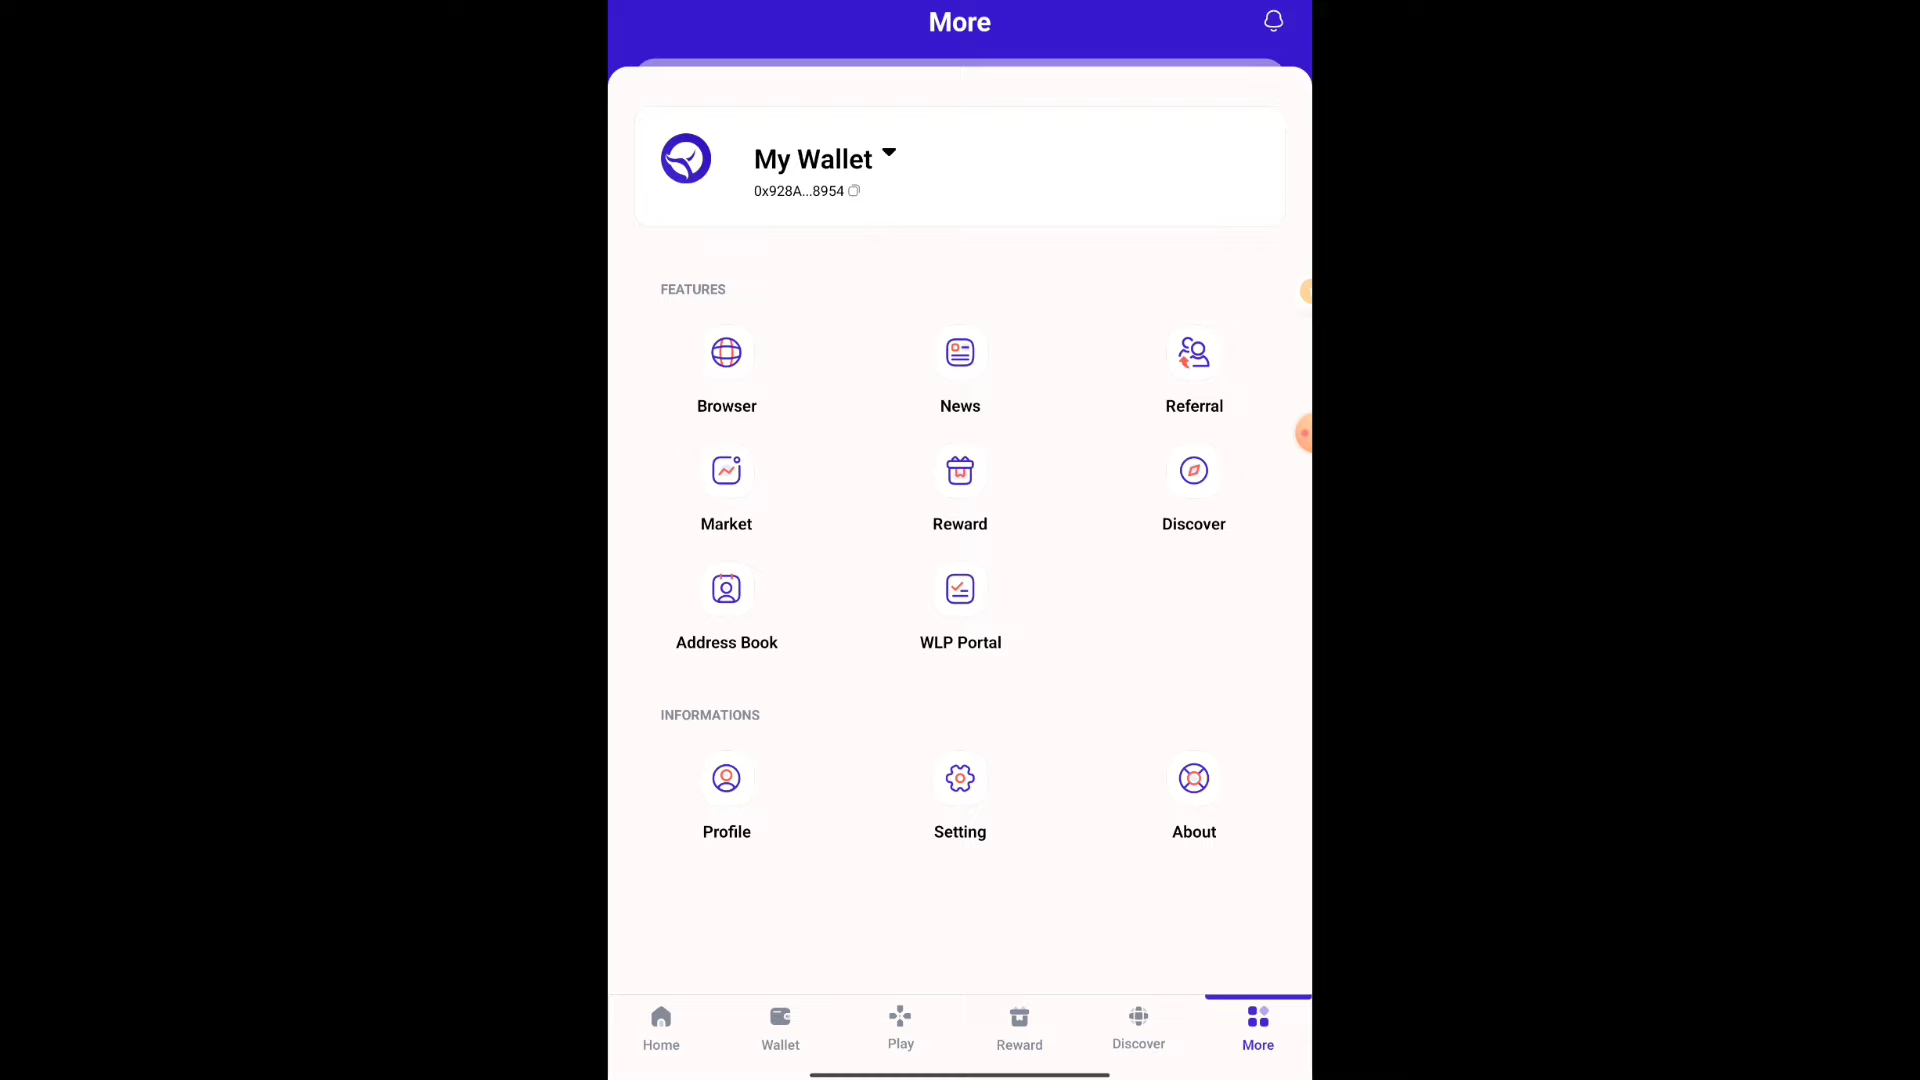 More
My Wallet
0x928A...8954
FEATURES
Browser
News
Referral
Market
Reward
Discover
Address Book
WLP Portal
INFORMATIONS
Profile
Setting
About
Home
Wallet
Play
Reward
Discover
More